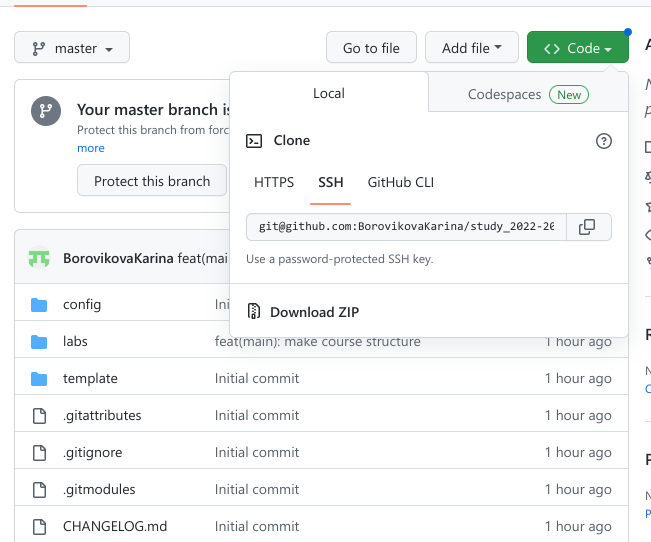 master
Go to file
Add file
Code
Your master branch is
Protect this branch from forc
more
Protect this branch
Local
Codespaces New
Clone
HTTPS
SSH
GitHub CLI
git@github.com:BorovikovaKarina/study_2022-20
Use a password-protected SSH key.
Download ZIP
BorovikovaKarina feat(mai
config Ini
labs feat(main): make course structure 1 hour ago
template Initial commit 1 hour ago
.gitattributes Initial commit 1 hour ago
.gitignore Initial commit 1 hour ago
.gitmodules Initial commit 1 hour ago
CHANGELOG.md Initial commit 1 hour ago